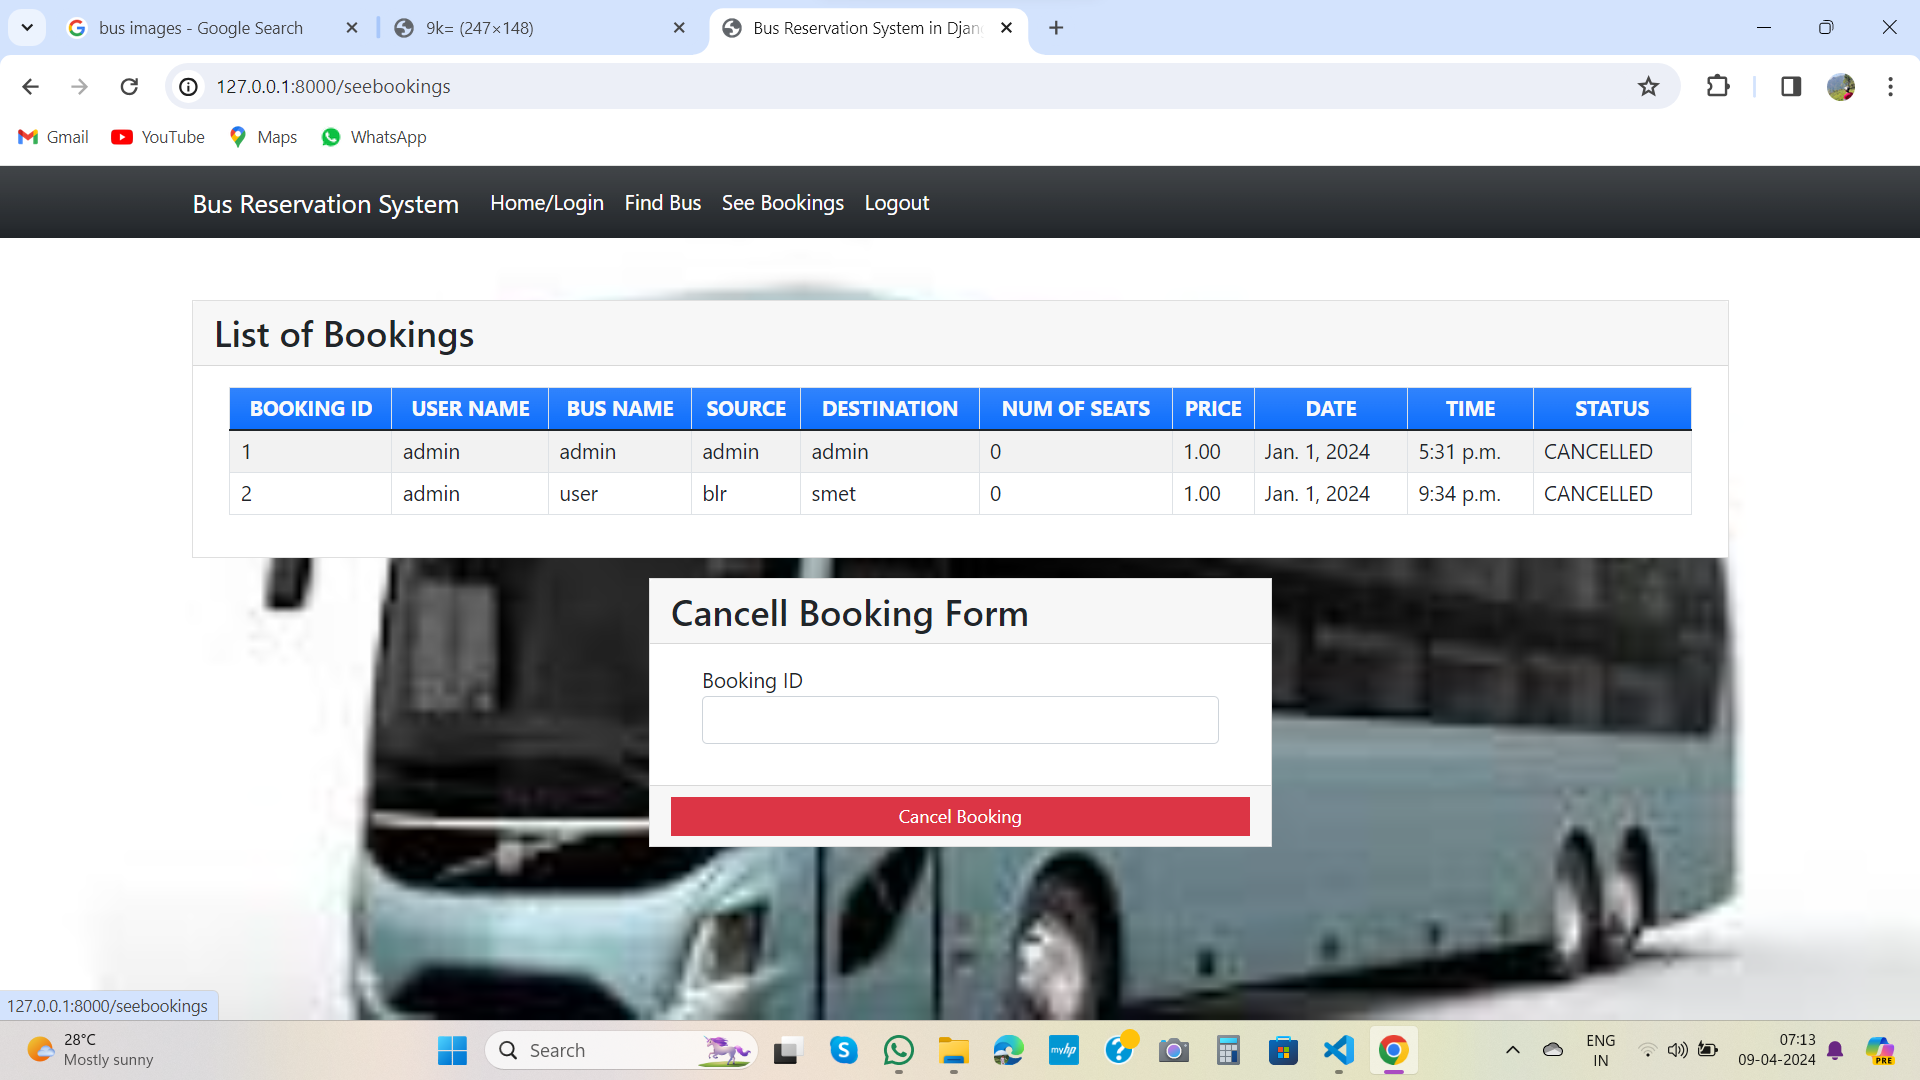 bus images - Google Search
9k= (247×148)
Bus Reservation System in Djan
127.0.0.1:8000/seebookings
Gmail YouTube Maps WhatsApp
Bus Reservation System Home/Login Find Bus See Bookings Logout
List of Bookings
BOOKING ID USER NAME BUS NAME SOURCE DESTINATION NUM OF SEATS PRICE DATE TIME STATUS
1 admin admin admin admin 0 1.00 Jan. 1, 2024 5:31 p.m. CANCELLED
2 admin user blr smet 0 1.00 Jan. 1, 2024 9:34 p.m. CANCELLED
Cancell Booking Form
Booking ID
Cancel Booking
127.0.0.1:8000/seebookings
28°C
Mostly sunny
Search
S
myhp
?
ENG
IN
07:13
09-04-2024
PRE